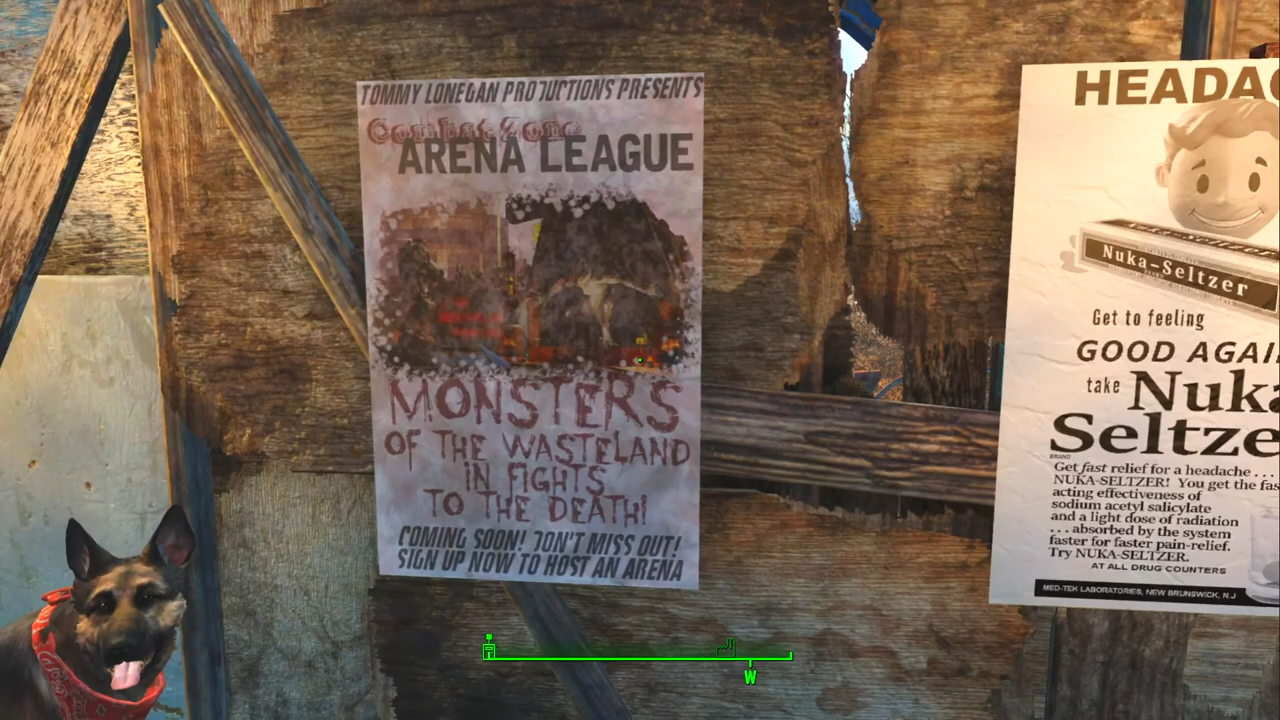 TOMMY LONEGAN PRODUCTIONS PRESENTS
Combat Zone
ARENA LEAGUE
MONSTERS
OF THE WASTELAND
IN FIGHTS
TO THE DEATH!
COMING SOON! DON'T MISS OUT!
SIGN UP NOW TO HOST AN ARENA
HEADAC
Nuka-Seltzer
Get to feeling
GOOD AGAI
take Nuka
Seltze
BRAND
Get fast relief for a headache . . .
NUKA-SELTZER! You get the fas
acting effectiveness of
sodium acetyl salicylate
and a light dose of radiation
. . . absorbed by the system
faster for faster pain-relief.
Try NUKA-SELTZER.
AT ALL DRUG COUNTERS
MED-TEK LABORATORIES, NEW BRUNSWICK, N.J
W